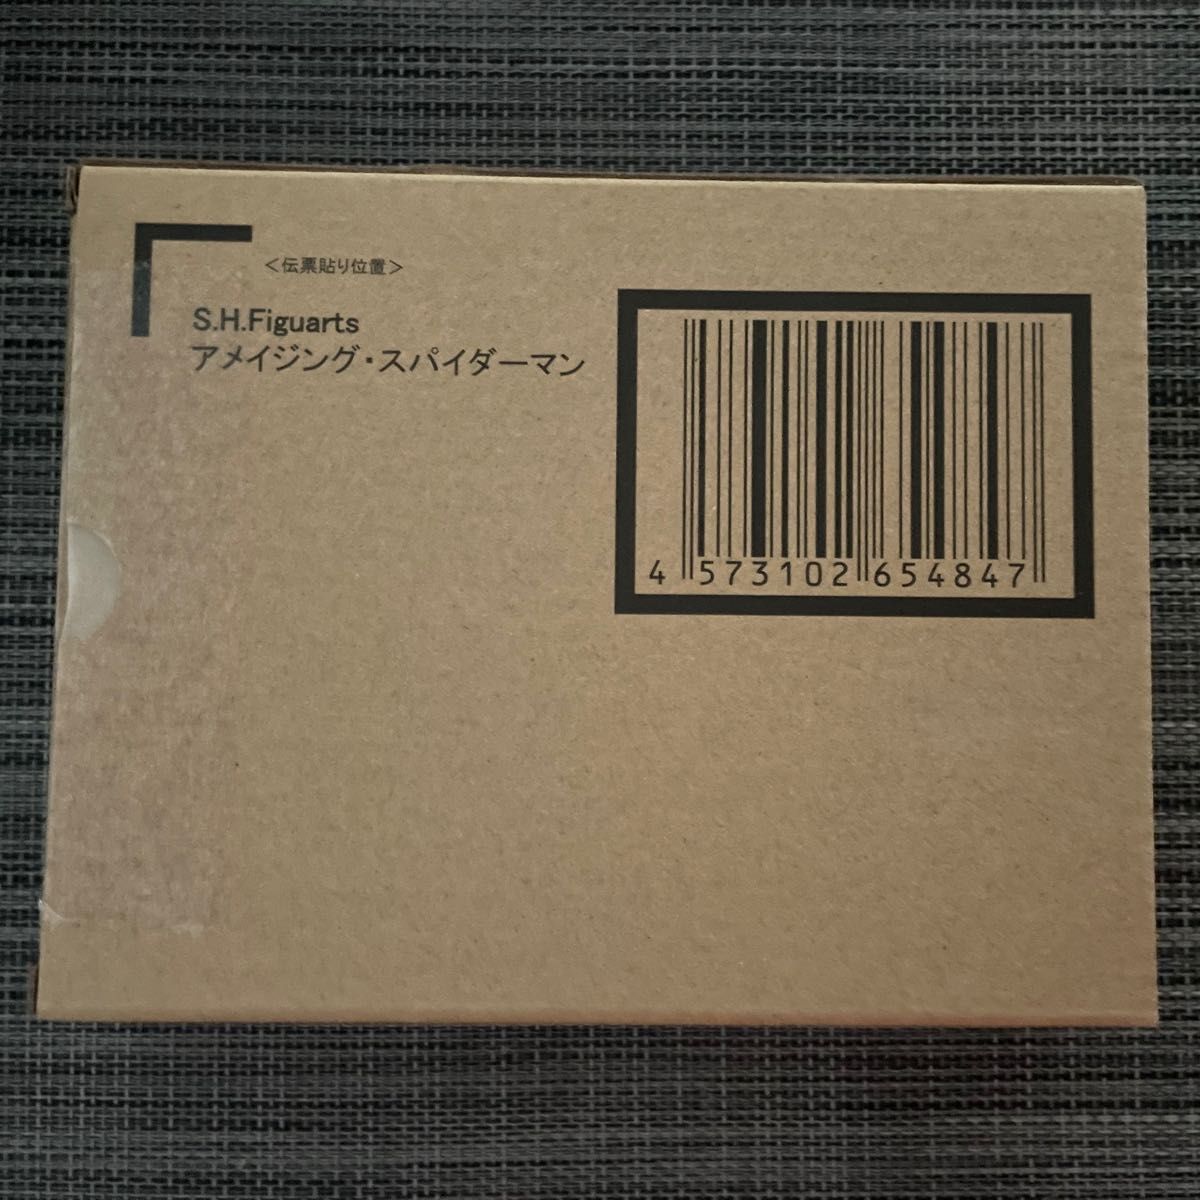 ＜伝票貼り位置＞
S.H.Figuarts
アメイジング・スパイダーマン
4 573102 654847